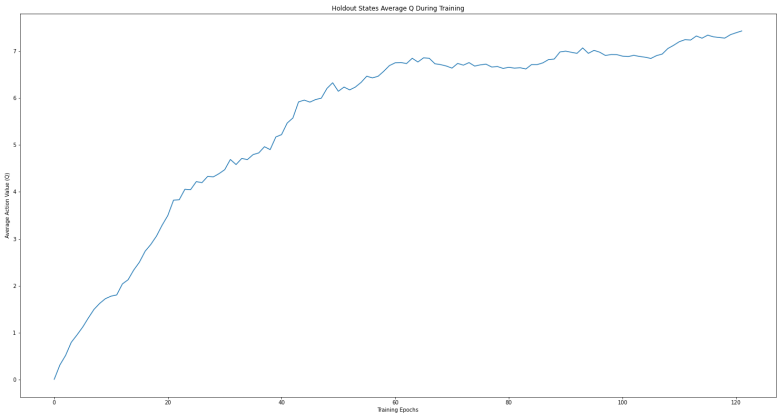 Holdout States Average Q During Training
Average Action Value (Q)
7
6
5
4
3
2
1
0
0 20 40 60 80 100 120
Training Epochs